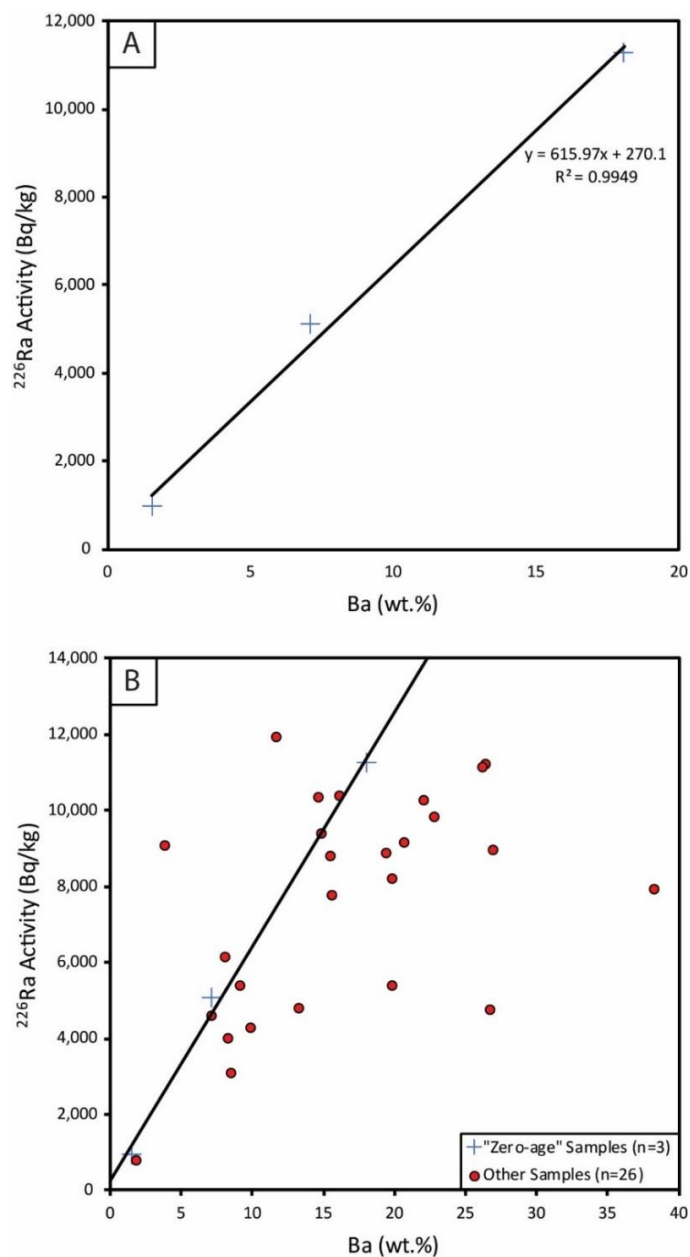 A
12,000
10,000
8,000
6,000
4,000
2,000
0
226Ra Activity (Bq/kg)
y = 615.97x + 270.1
R² = 0.9949
0 5 10 15 20
Ba (wt.%)
B
14,000
12,000
10,000
8,000
6,000
4,000
2,000
0
226Ra Activity (Bq/kg)
"Zero-age" Samples (n=3)
Other Samples (n=26)
0 5 10 15 20 25 30 35 40
Ba (wt.%)